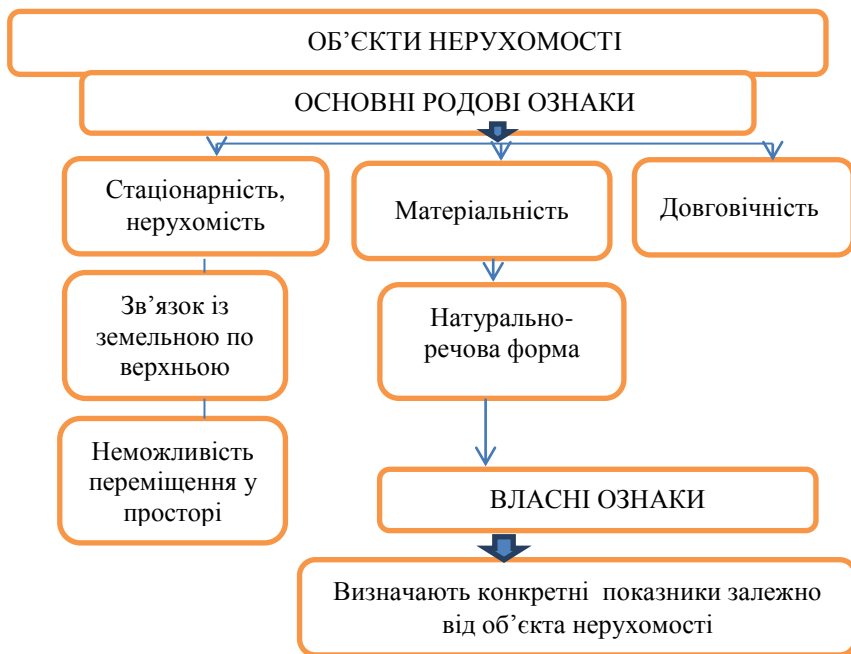 ОБ’ЄКТИ НЕРУХОМОСТІ
ОСНОВНІ РОДОВІ ОЗНАКИ
Стаціонарність,
нерухомість
Матеріальність
Довговічність
Зв’язок із
земельною по
верхньою
Натурально-
речова форма
Неможливість
переміщення у
просторі
ВЛАСНІ ОЗНАКИ
Визначають конкретні показники залежно
від об’єкта нерухомості